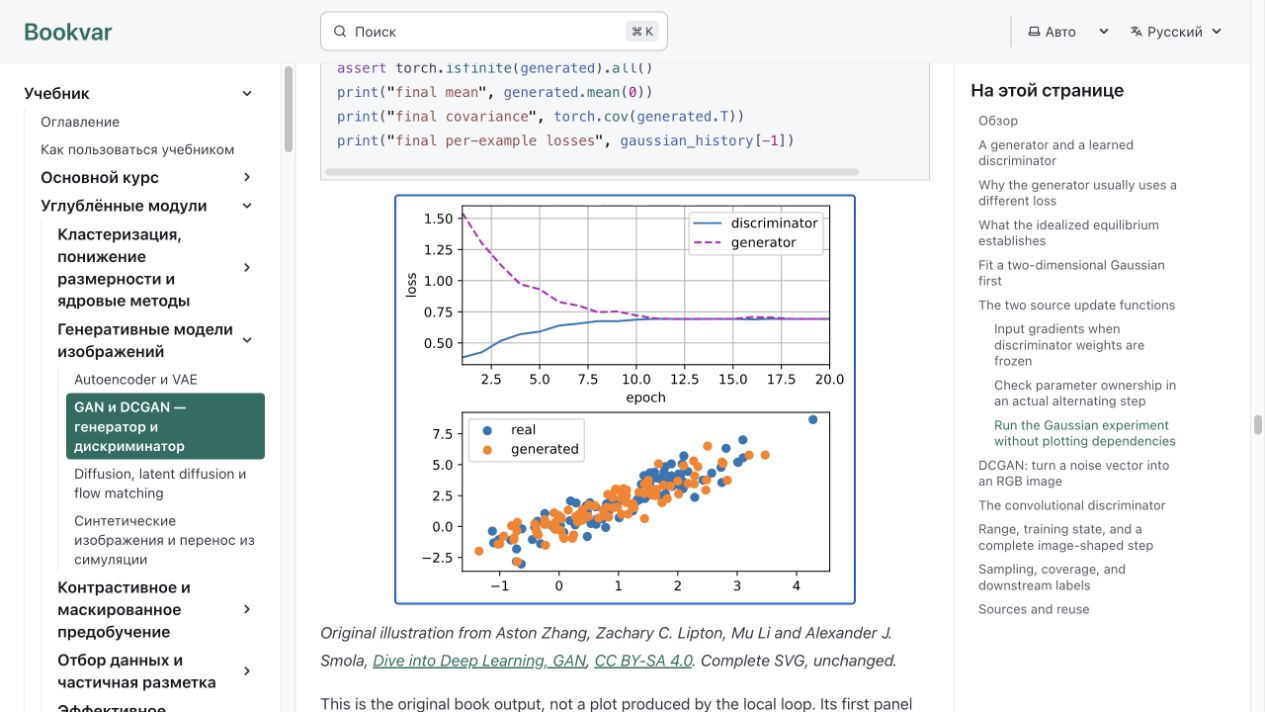 Bookvar
Поиск
⌘ K
Авто
Русский
Учебник
Оглавление
Как пользоваться учебником
Основной курс
Углублённые модули
Кластеризация,
понижение
размерности и
ядровые методы
Генеративные модели
изображений
Autoencoder и VAE
GAN и DCGAN —
генератор и
дискриминатор
Diffusion, latent diffusion и
flow matching
Синтетические
изображения и перенос из
симуляции
Контрастивное и
маскированное
предобучение
Отбор данных и
частичная разметка
Эффективное
assert torch.isfinite(generated).all()
print("final mean", generated.mean(0))
print("final covariance", torch.cov(generated.T))
print("final per-example losses", gaussian_history[-1])
1.50
1.25
1.00
0.75
0.50
loss
discriminator
generator
2.5 5.0 7.5 10.0 12.5 15.0 17.5 20.0
epoch
real
generated
7.5
5.0
2.5
0.0
−2.5
−1 0 1 2 3 4
Original illustration from Aston Zhang, Zachary C. Lipton, Mu Li and Alexander J.
Smola, Dive into Deep Learning, GAN, CC BY-SA 4.0. Complete SVG, unchanged.
This is the original book output, not a plot produced by the local loop. Its first panel
На этой странице
Обзор
A generator and a learned
discriminator
Why the generator usually uses a
different loss
What the idealized equilibrium
establishes
Fit a two-dimensional Gaussian
first
The two source update functions
Input gradients when
discriminator weights are
frozen
Check parameter ownership in
an actual alternating step
Run the Gaussian experiment
without plotting dependencies
DCGAN: turn a noise vector into
an RGB image
The convolutional discriminator
Range, training state, and a
complete image-shaped step
Sampling, coverage, and
downstream labels
Sources and reuse